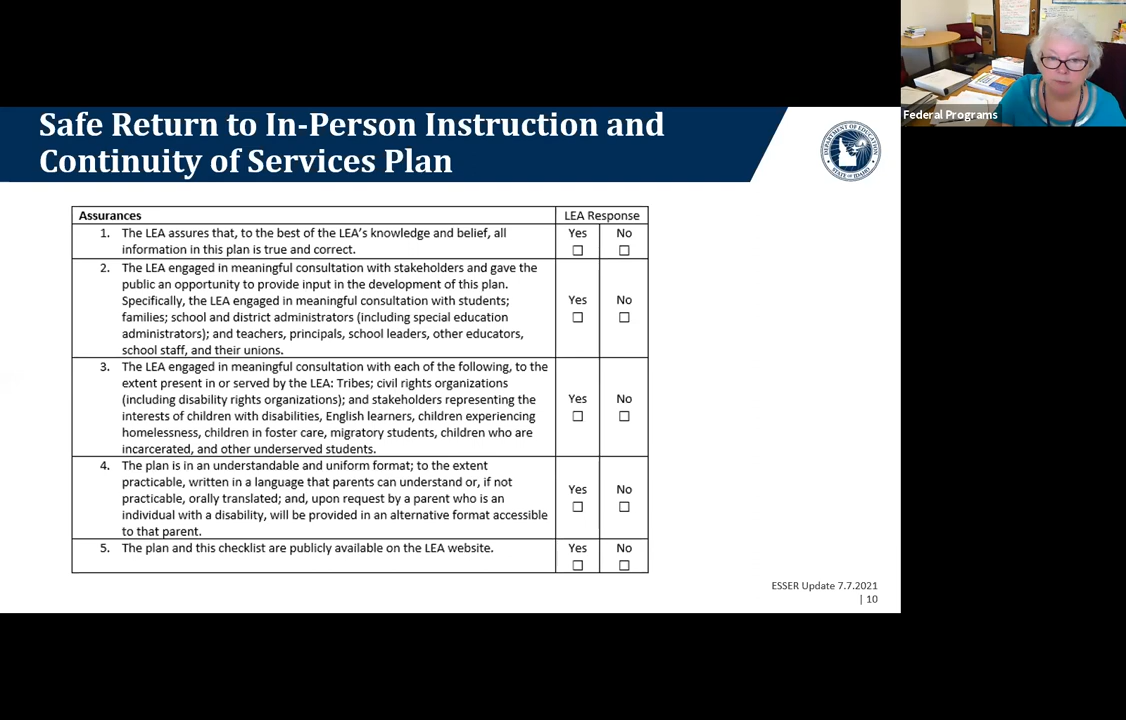 Federal Programs
Safe Return to In-Person Instruction and
Continuity of Services Plan
DEPARTMENT OF EDUCATION
STATE OF IDAHO
Assurances
LEA Response
1. The LEA assures that, to the best of the LEA's knowledge and belief, all
information in this plan is true and correct.
Yes
No
2. The LEA engaged in meaningful consultation with stakeholders and gave the
public an opportunity to provide input in the development of this plan.
Specifically, the LEA engaged in meaningful consultation with students;
families; school and district administrators (including special education
administrators); and teachers, principals, school leaders, other educators,
school staff, and their unions.
Yes
No
3. The LEA engaged in meaningful consultation with each of the following, to the
extent present in or served by the LEA: Tribes; civil rights organizations
(including disability rights organizations); and stakeholders representing the
interests of children with disabilities, English learners, children experiencing
homelessness, children in foster care, migratory students, children who are
incarcerated, and other underserved students.
Yes
No
4. The plan is in an understandable and uniform format; to the extent
practicable, written in a language that parents can understand or, if not
practicable, orally translated; and, upon request by a parent who is an
individual with a disability, will be provided in an alternative format accessible
to that parent.
Yes
No
5. The plan and this checklist are publicly available on the LEA website.
Yes
No
ESSER Update 7.7.2021
| 10